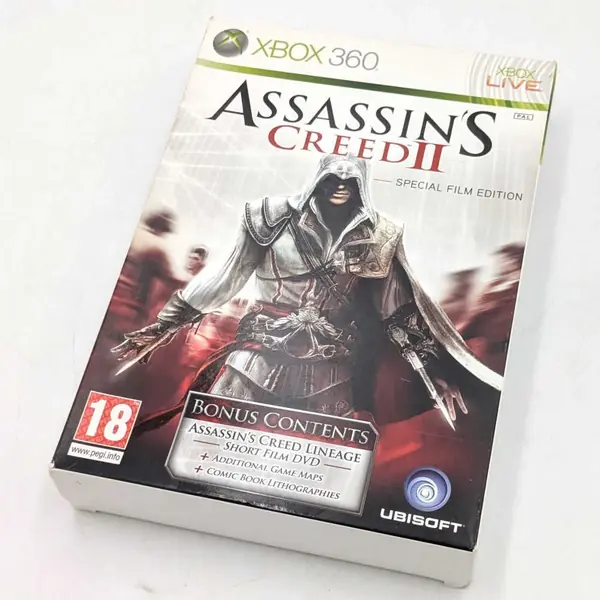 XBOX 360
XBOX
LIVE
PAL
ASSASSIN'S
CREED II
SPECIAL FILM EDITION
BONUS CONTENTS
ASSASSIN'S CREED LINEAGE
SHORT FILM DVD
+ ADDITIONAL GAME MAPS
+ COMIC BOOK LITHOGRAPHIES
18
www.pegi.info
UBISOFT